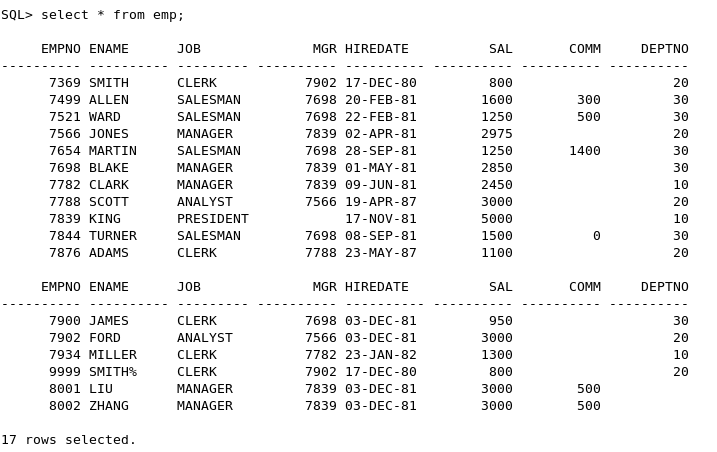 SQL> select * from emp;
     EMPNO ENAME      JOB              MGR HIREDATE          SAL       COMM     DEPTNO
---------- ---------- --------- ---------- --------- ---------- ---------- ----------
      7369 SMITH      CLERK           7902 17-DEC-80         800                    20
      7499 ALLEN      SALESMAN        7698 20-FEB-81        1600        300         30
      7521 WARD       SALESMAN        7698 22-FEB-81        1250        500         30
      7566 JONES      MANAGER         7839 02-APR-81        2975                    20
      7654 MARTIN     SALESMAN        7698 28-SEP-81        1250       1400         30
      7698 BLAKE      MANAGER         7839 01-MAY-81        2850                    30
      7782 CLARK      MANAGER         7839 09-JUN-81        2450                    10
      7788 SCOTT      ANALYST         7566 19-APR-87        3000                    20
      7839 KING       PRESIDENT            17-NOV-81        5000                    10
      7844 TURNER     SALESMAN        7698 08-SEP-81        1500          0         30
      7876 ADAMS      CLERK           7788 23-MAY-87        1100                    20
     EMPNO ENAME      JOB              MGR HIREDATE          SAL       COMM     DEPTNO
---------- ---------- --------- ---------- --------- ---------- ---------- ----------
      7900 JAMES      CLERK           7698 03-DEC-81         950                    30
      7902 FORD       ANALYST         7566 03-DEC-81        3000                    20
      7934 MILLER     CLERK           7782 23-JAN-82        1300                    10
      9999 SMITH%     CLERK           7902 17-DEC-80         800                    20
      8001 LIU        MANAGER         7839 03-DEC-81        3000        500
      8002 ZHANG      MANAGER         7839 03-DEC-81        3000        500
17 rows selected.